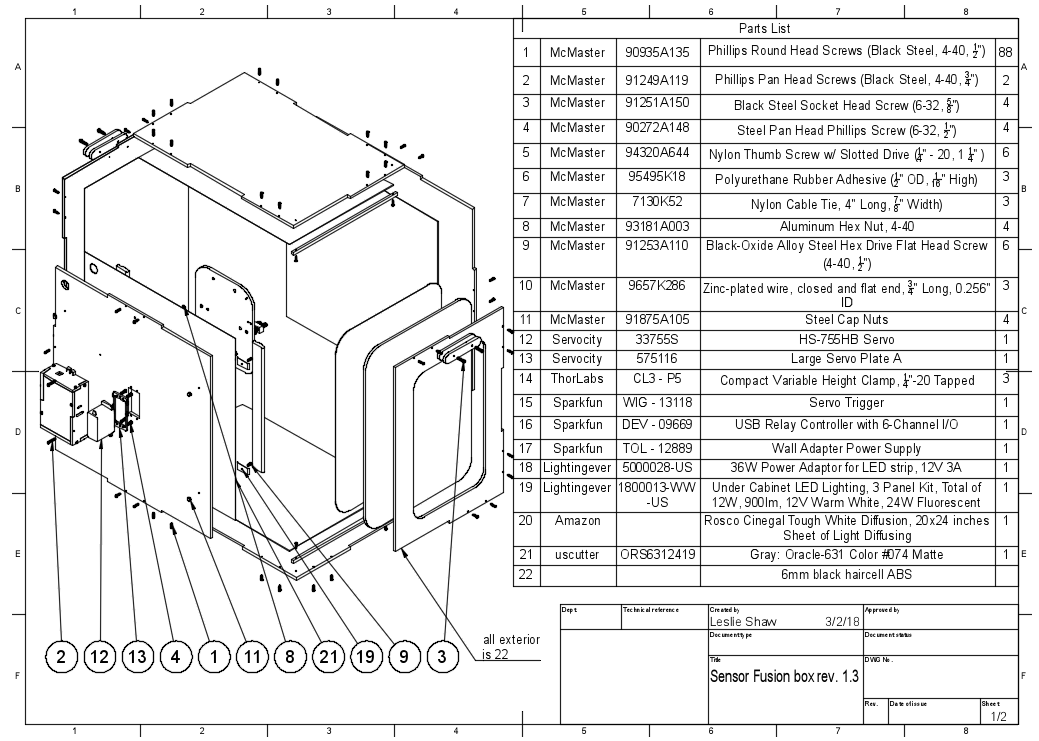 1 2 3 4 5 6 7 8
Parts List
1 McMaster 90935A135 Phillips Round Head Screws (Black Steel, 4-40, 1/2") 88
2 McMaster 91249A119 Phillips Pan Head Screws (Black Steel, 4-40, 3/4") 2
3 McMaster 91251A150 Black Steel Socket Head Screw (6-32, 5/8") 4
4 McMaster 90272A148 Steel Pan Head Phillips Screw (6-32, 1/2") 4
5 McMaster 94320A644 Nylon Thumb Screw w/ Slotted Drive (1/4" - 20, 1 1/4") 6
6 McMaster 95495K18 Polyurethane Rubber Adhesive (1/2" OD, 1/16" High) 3
7 McMaster 7130K52 Nylon Cable Tie, 4" Long, 7/8" Width) 3
8 McMaster 93181A003 Aluminum Hex Nut, 4-40 4
9 McMaster 91253A110 Black-Oxide Alloy Steel Hex Drive Flat Head Screw 6
(4-40, 1/2")
10 McMaster 9657K286 Zinc-plated wire, closed and flat end, 3/4" Long, 0.256" 3
ID
11 McMaster 91875A105 Steel Cap Nuts 4
12 Servocity 33755S HS-755HB Servo 1
13 Servocity 575116 Large Servo Plate A 1
14 ThorLabs CL3 - P5 Compact Variable Height Clamp, 1/4"-20 Tapped 3
15 Sparkfun WIG - 13118 Servo Trigger 1
16 Sparkfun DEV - 09669 USB Relay Controller with 6-Channel I/O 1
17 Sparkfun TOL - 12889 Wall Adapter Power Supply 1
18 Lightingever 5000028-US 36W Power Adaptor for LED strip, 12V 3A 1
19 Lightingever 1800013-WW Under Cabinet LED Lighting, 3 Panel Kit, Total of 1
-US 12W, 900lm, 12V Warm White, 24W Fluorescent
20 Amazon Rosco Cinegal Tough White Diffusion, 20x24 inches 1
Sheet of Light Diffusing
21 uscutter ORS6312419 Gray: Oracle-631 Color #074 Matte 1
22 6mm black haircell ABS
A A
B B
C C
D D
E E
F F
2 12 13 4 1 11 8 21 19 9 3
all exterior
is 22
Dept. Technical reference Created by Approved by
Leslie Shaw 3/2/18
Document type Document status
Title DWG No.
Sensor Fusion box rev. 1.3
Rev. Date of issue Sheet
1/2
1 2 3 4 5 6 7 8